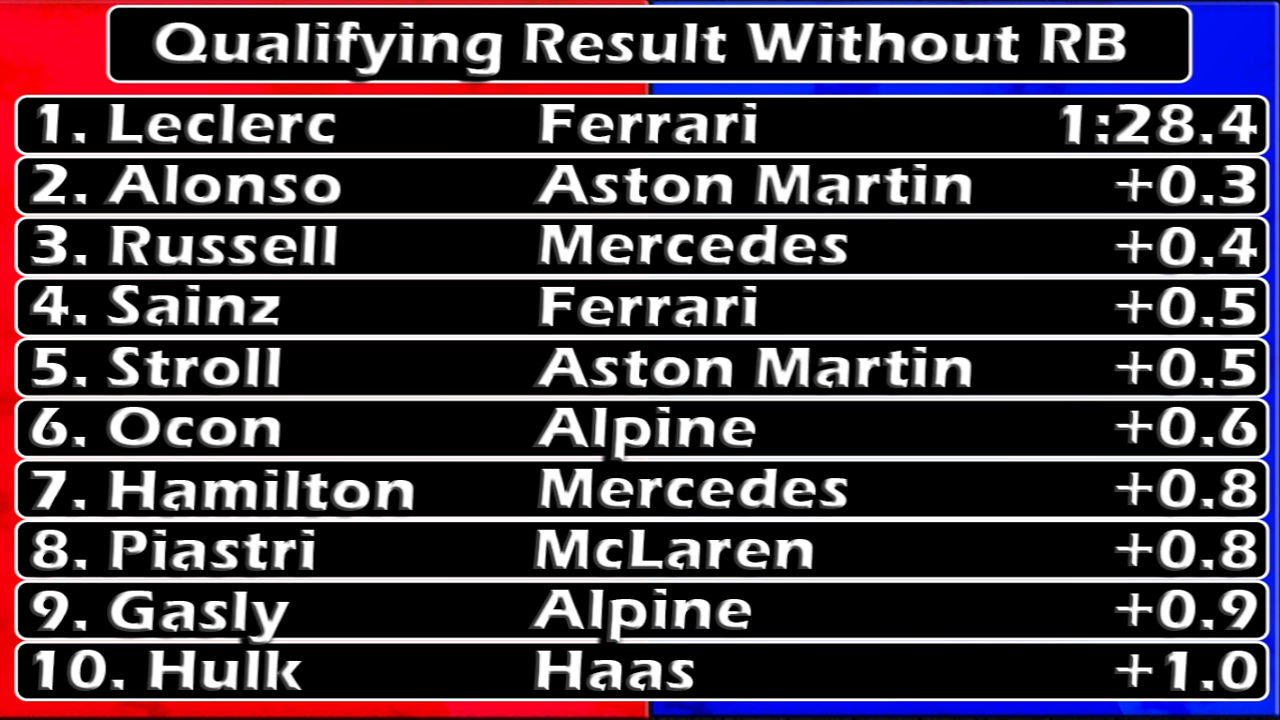 Qualifying Result Without RB
1. Leclerc Ferrari 1:28.4
2. Alonso Aston Martin +0.3
3. Russell Mercedes +0.4
4. Sainz Ferrari +0.5
5. Stroll Aston Martin +0.5
6. Ocon Alpine +0.6
7. Hamilton Mercedes +0.8
8. Piastri McLaren +0.8
9. Gasly Alpine +0.9
10. Hulk Haas +1.0